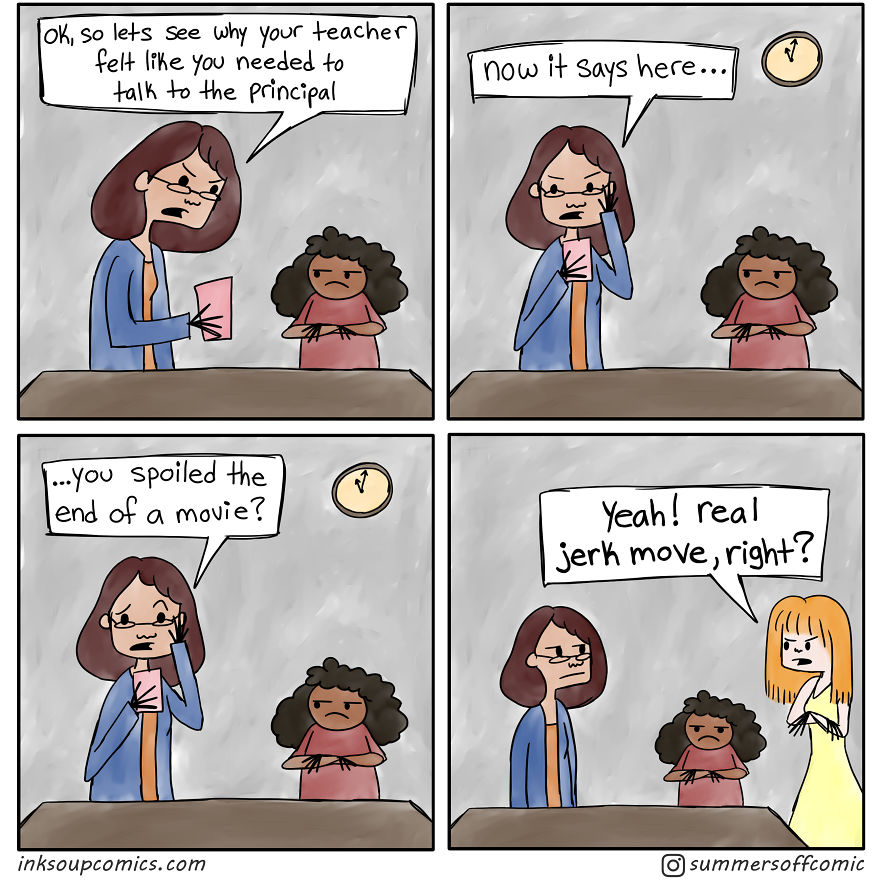 OK, so lets see why your teacher
felt like you needed to
talk to the principal
now it says here...
...you spoiled the
end of a movie?
Yeah! real
jerk move, right?
inksoupcomics.com
summersoffcomic